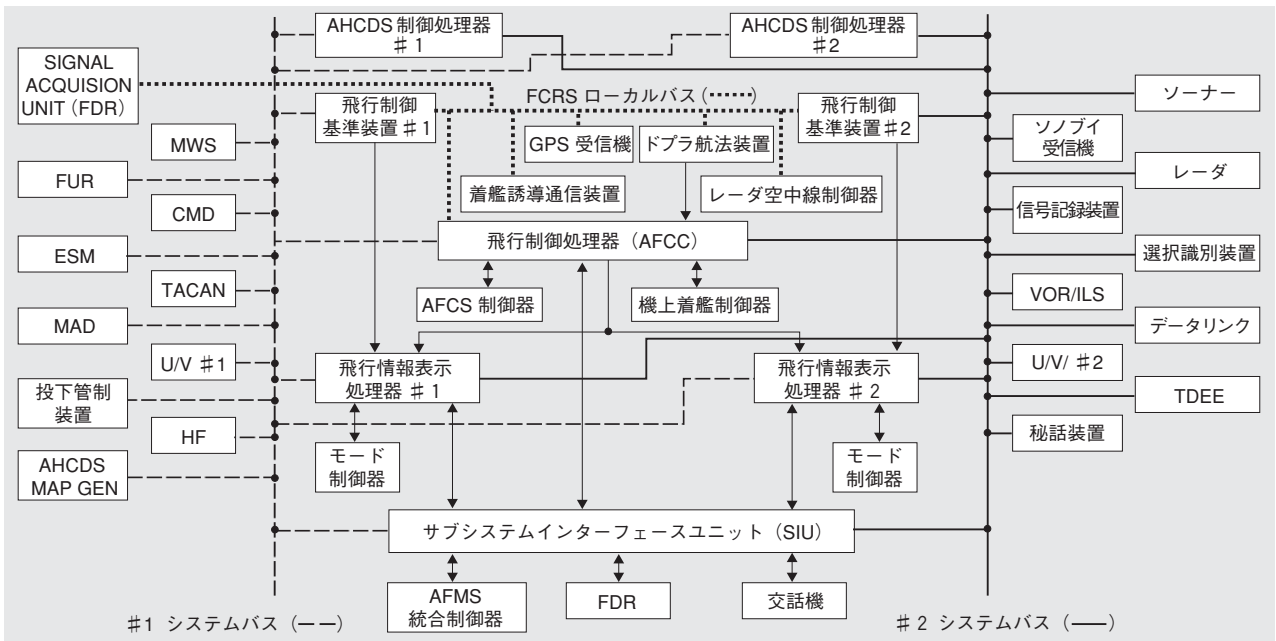 AHCDS 制御処理器
♯1
AHCDS 制御処理器
♯2
SIGNAL
ACQUISION
UNIT（FDR）
FCRS ローカルバス（……）
飛行制御
基準装置♯1
飛行制御
基準装置♯2
GPS 受信機
ドプラ航法装置
着艦誘導通信装置
レーダ空中線制御器
飛行制御処理器（AFCC）
AFCS 制御器
機上着艦制御器
飛行情報表示
処理器 ♯1
飛行情報表示
処理器 ♯2
モード
制御器
モード
制御器
サブシステムインターフェースユニット（SIU）
AFMS
統合制御器
FDR
交話機
MWS
FUR
CMD
ESM
TACAN
MAD
U/V ♯1
投下管制
装置
HF
AHCDS
MAP GEN
ソーナー
ソノブイ
受信機
レーダ
信号記録装置
選択識別装置
VOR/ILS
データリンク
U/V/ ♯2
TDEE
秘話装置
♯1 システムバス（－－）
♯2 システムバス（——）